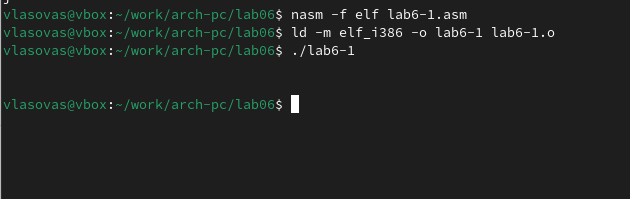 vlasovas@vbox:~/work/arch-pc/lab06$ nasm -f elf lab6-1.asm
vlasovas@vbox:~/work/arch-pc/lab06$ ld -m elf_i386 -o lab6-1 lab6-1.o
vlasovas@vbox:~/work/arch-pc/lab06$ ./lab6-1
vlasovas@vbox:~/work/arch-pc/lab06$